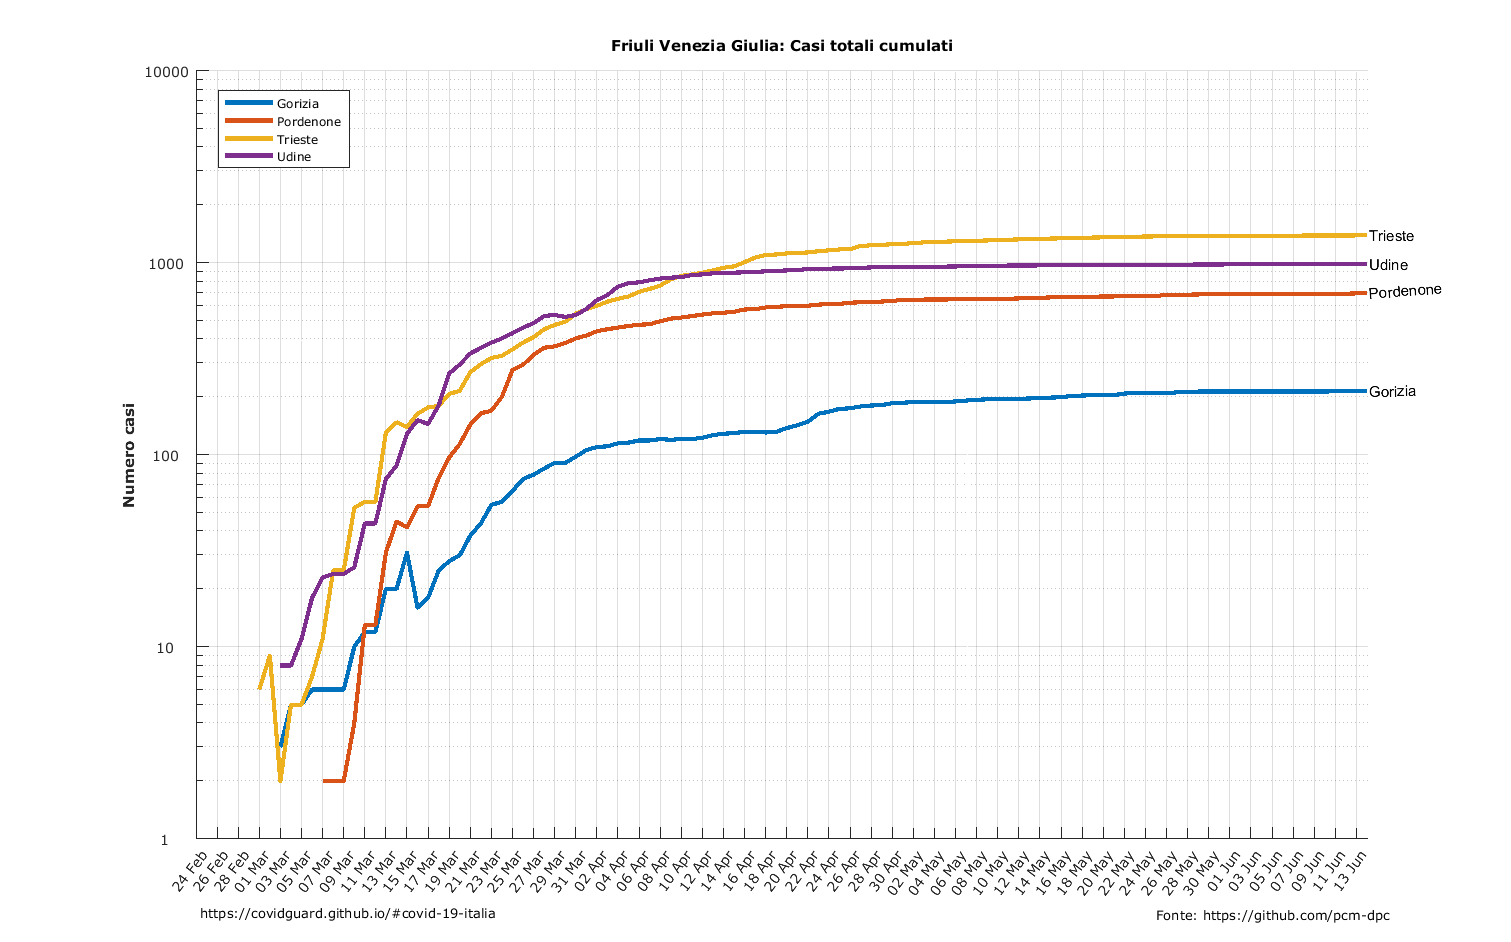 Friuli Venezia Giulia: Casi totali cumulati
10000
1000
100
10
1
Numero casi
Gorizia
Pordenone
Trieste
Udine
Trieste
Udine
Pordenone
Gorizia
24 Feb
26 Feb
28 Feb
01 Mar
03 Mar
05 Mar
07 Mar
09 Mar
11 Mar
13 Mar
15 Mar
17 Mar
19 Mar
21 Mar
23 Mar
25 Mar
27 Mar
29 Mar
31 Mar
02 Apr
04 Apr
06 Apr
08 Apr
10 Apr
12 Apr
14 Apr
16 Apr
18 Apr
20 Apr
22 Apr
24 Apr
26 Apr
28 Apr
30 Apr
02 May
04 May
06 May
08 May
10 May
12 May
14 May
16 May
18 May
20 May
22 May
24 May
26 May
28 May
30 May
01 Jun
03 Jun
05 Jun
07 Jun
09 Jun
11 Jun
13 Jun
https://covidguard.github.io/#covid-19-italia
Fonte: https://github.com/pcm-dpc